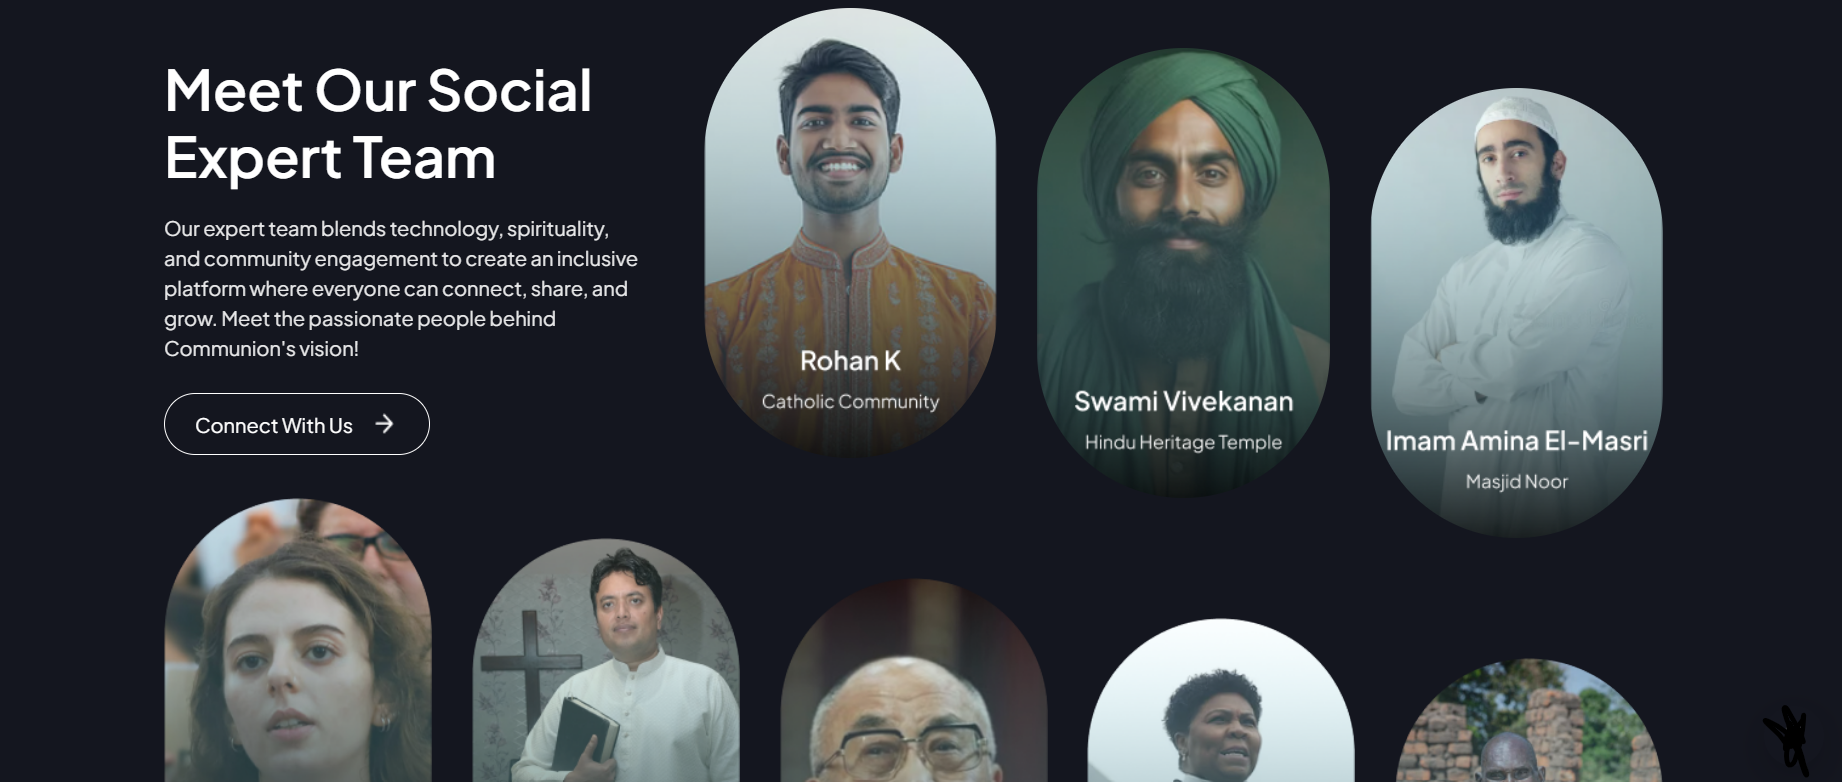 Meet Our Social
Expert Team
Our expert team blends technology, spirituality,
and community engagement to create an inclusive
platform where everyone can connect, share, and
grow. Meet the passionate people behind
Communion's vision!
Connect With Us
Rohan K
Catholic Community
Swami Vivekanan
Hindu Heritage Temple
Imam Amina El-Masri
Masjid Noor